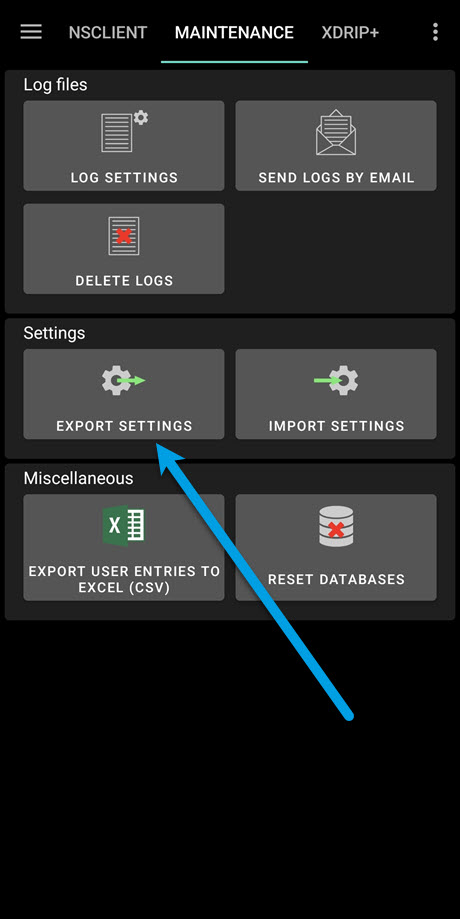 NSCLIENT MAINTENANCE XDRIP+
Log files
LOG SETTINGS SEND LOGS BY EMAIL
DELETE LOGS
Settings
EXPORT SETTINGS IMPORT SETTINGS
Miscellaneous
X
EXPORT USER ENTRIES TO
EXCEL (CSV)
RESET DATABASES